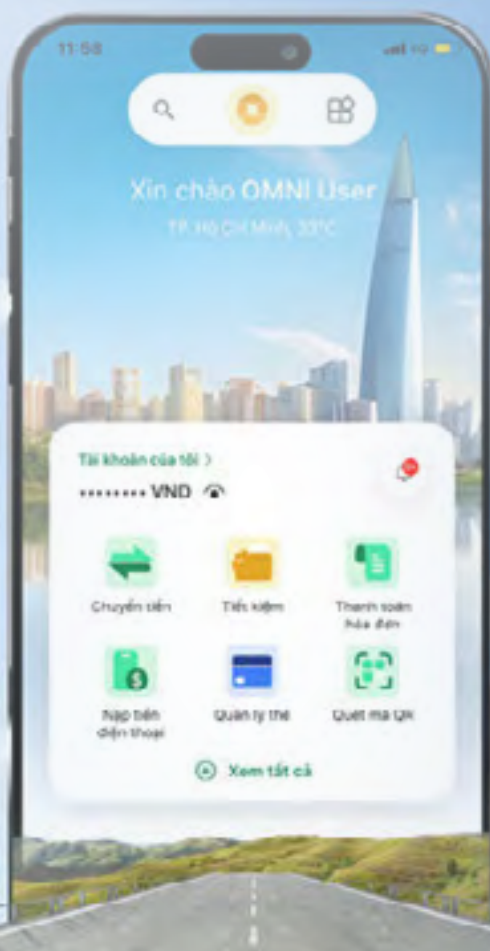 11:58
Xin chào OMNI User
TP. Hồ Chí Minh, 33°C
Tài khoản của tôi >
•••••••• VND
Chuyển tiền
Tiết kiệm
Thanh toán
hóa đơn
Nạp tiền
điện thoại
Quản lý thẻ
Quét mã QR
Xem tất cả